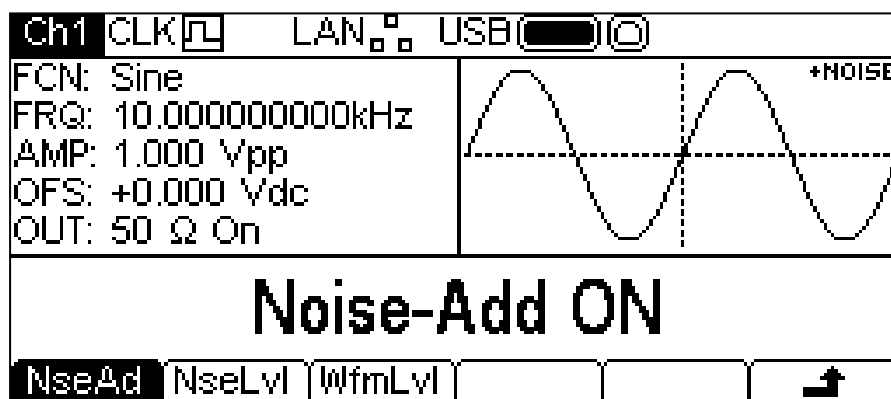 Ch1 CLK LAN USB
FCN: Sine
+NOISE
FRQ: 10.000000000kHz
AMP: 1.000 Vpp
OFS: +0.000 Vdc
OUT: 50 Ω On
Noise-Add ON
NseAd NseLvl WfmLvl